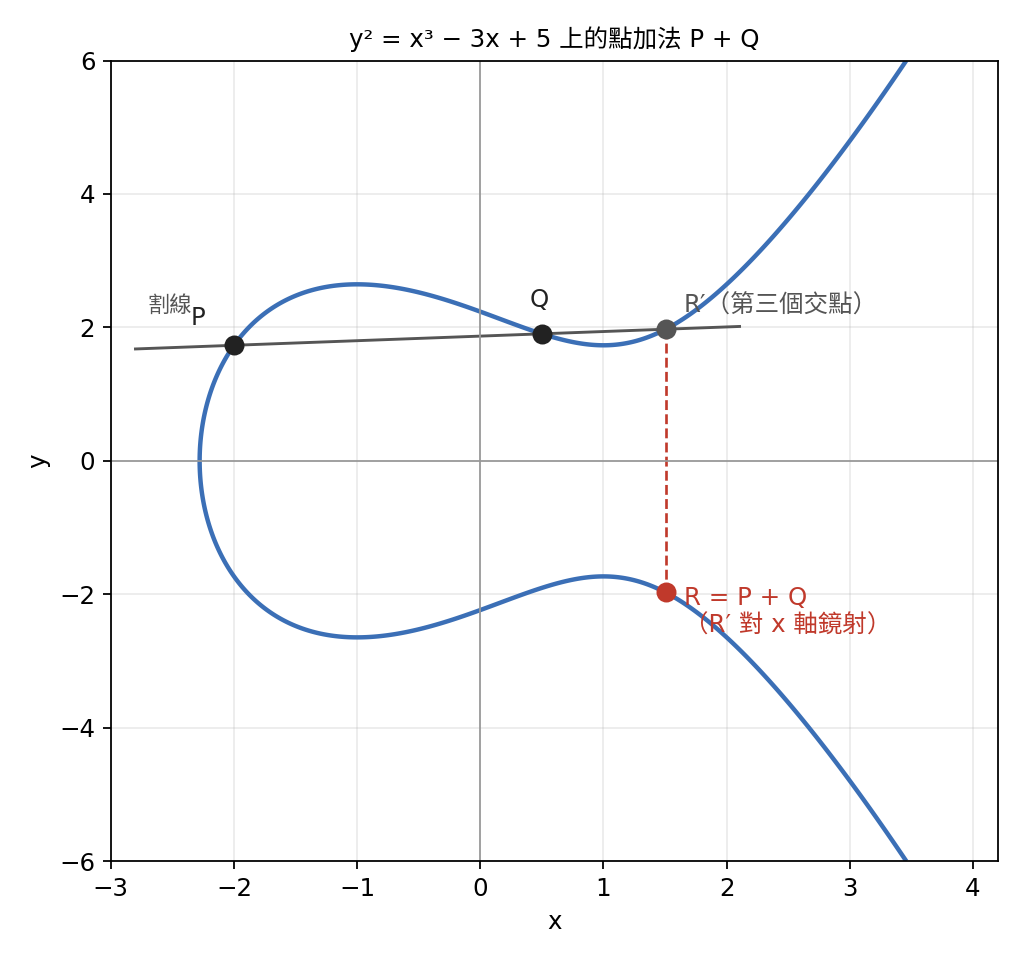 y² = x³ − 3x + 5 上的點加法 P + Q
6
4
2
0
−2
−4
−6
y
割線
P
Q
R′（第三個交點）
R = P + Q
（R′ 對 x 軸鏡射）
−3 −2 −1 0 1 2 3 4
x